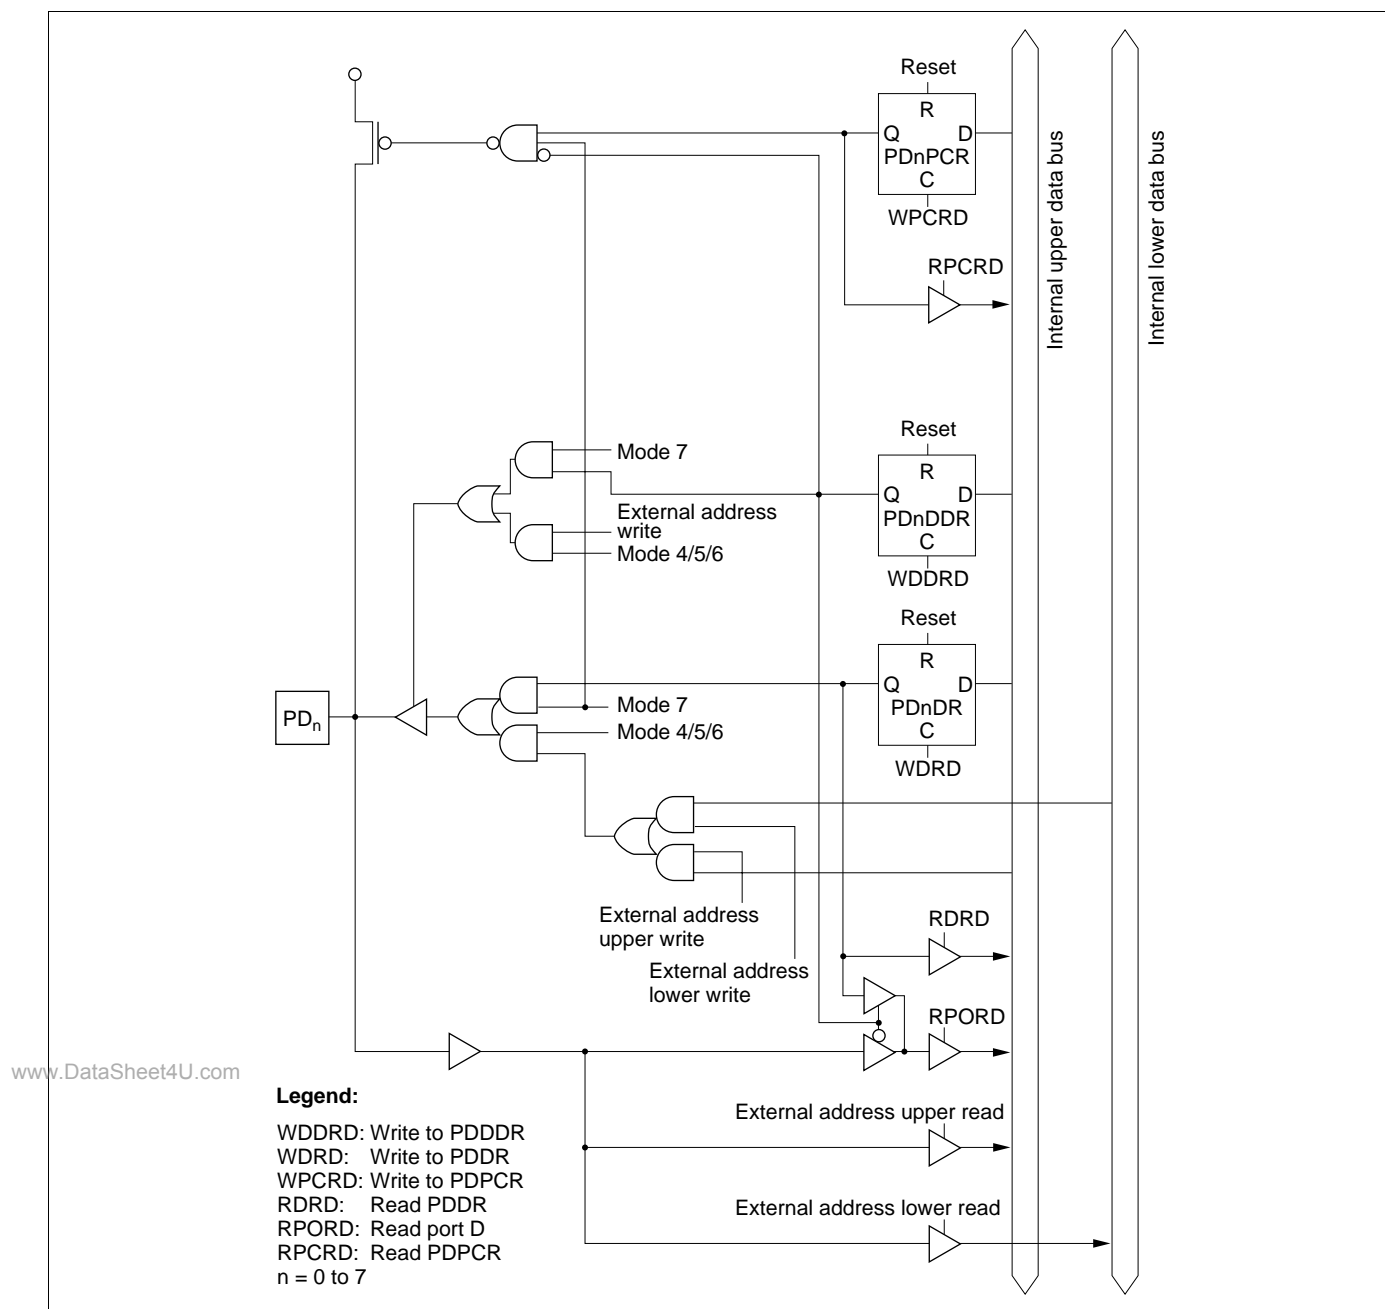 Reset
R
Q D
PDnPCR
C
WPCRD
RPCRD
Internal upper data bus
Internal lower data bus
Reset
R
Q D
PDnDDR
C
WDDRD
Mode 7
External address
write
Mode 4/5/6
Reset
R
Q D
PDnDR
C
WDRD
PDn
Mode 7
Mode 4/5/6
External address
upper write
External address
lower write
RDRD
RPORD
External address upper read
External address lower read
www.DataSheet4U.com
Legend:
WDDRD: Write to PDDDR
WDRD: Write to PDDR
WPCRD: Write to PDPCR
RDRD: Read PDDR
RPORD: Read port D
RPCRD: Read PDPCR
n = 0 to 7